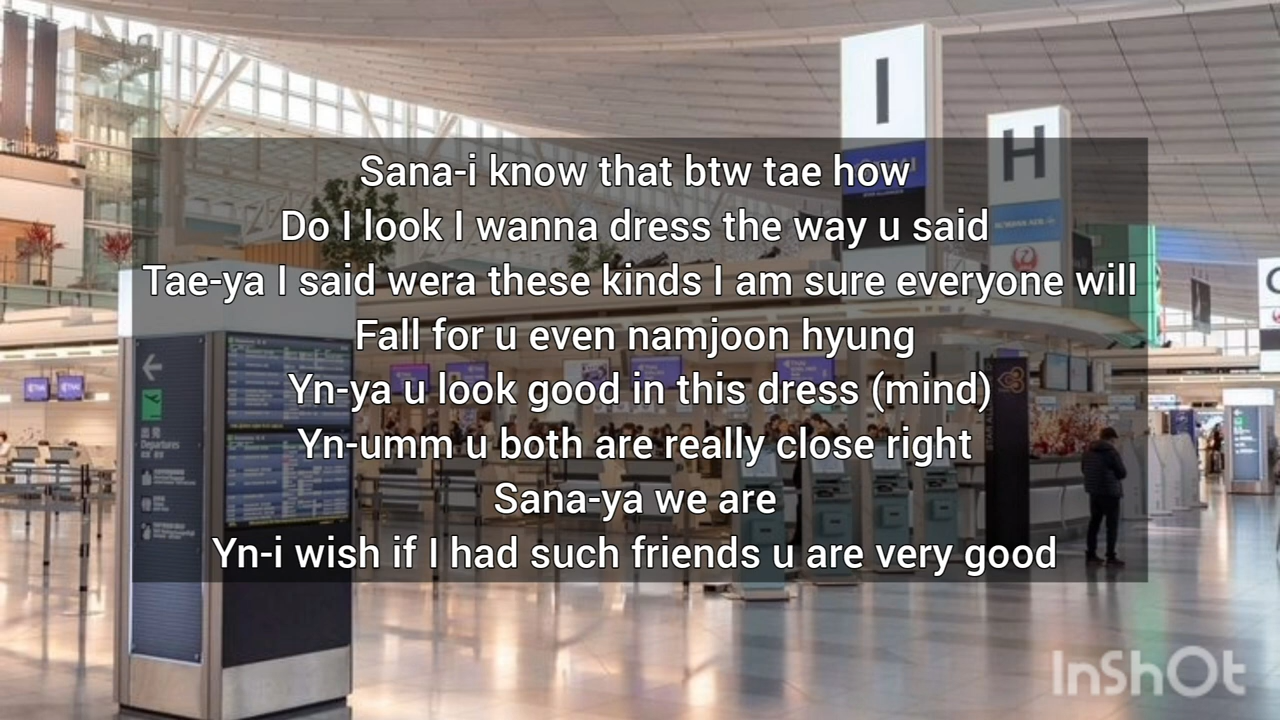 I
H
Sana-i know that btw tae how
Do I look I wanna dress the way u said
Tae-ya I said wera these kinds I am sure everyone will
Fall for u even namjoon hyung
Yn-ya u look good in this dress (mind)
Yn-umm u both are really close right
Sana-ya we are
Yn-i wish if I had such friends u are very good
Departures
InShOt